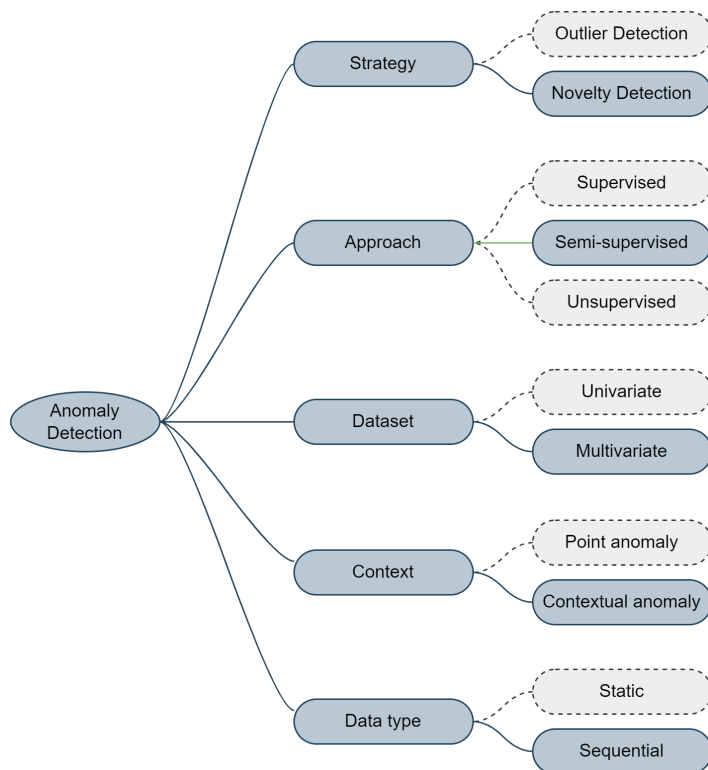 Outlier Detection
Strategy
Novelty Detection
Supervised
Approach
Semi-supervised
Unsupervised
Univariate
Anomaly
Detection
Dataset
Multivariate
Point anomaly
Context
Contextual anomaly
Static
Data type
Sequential